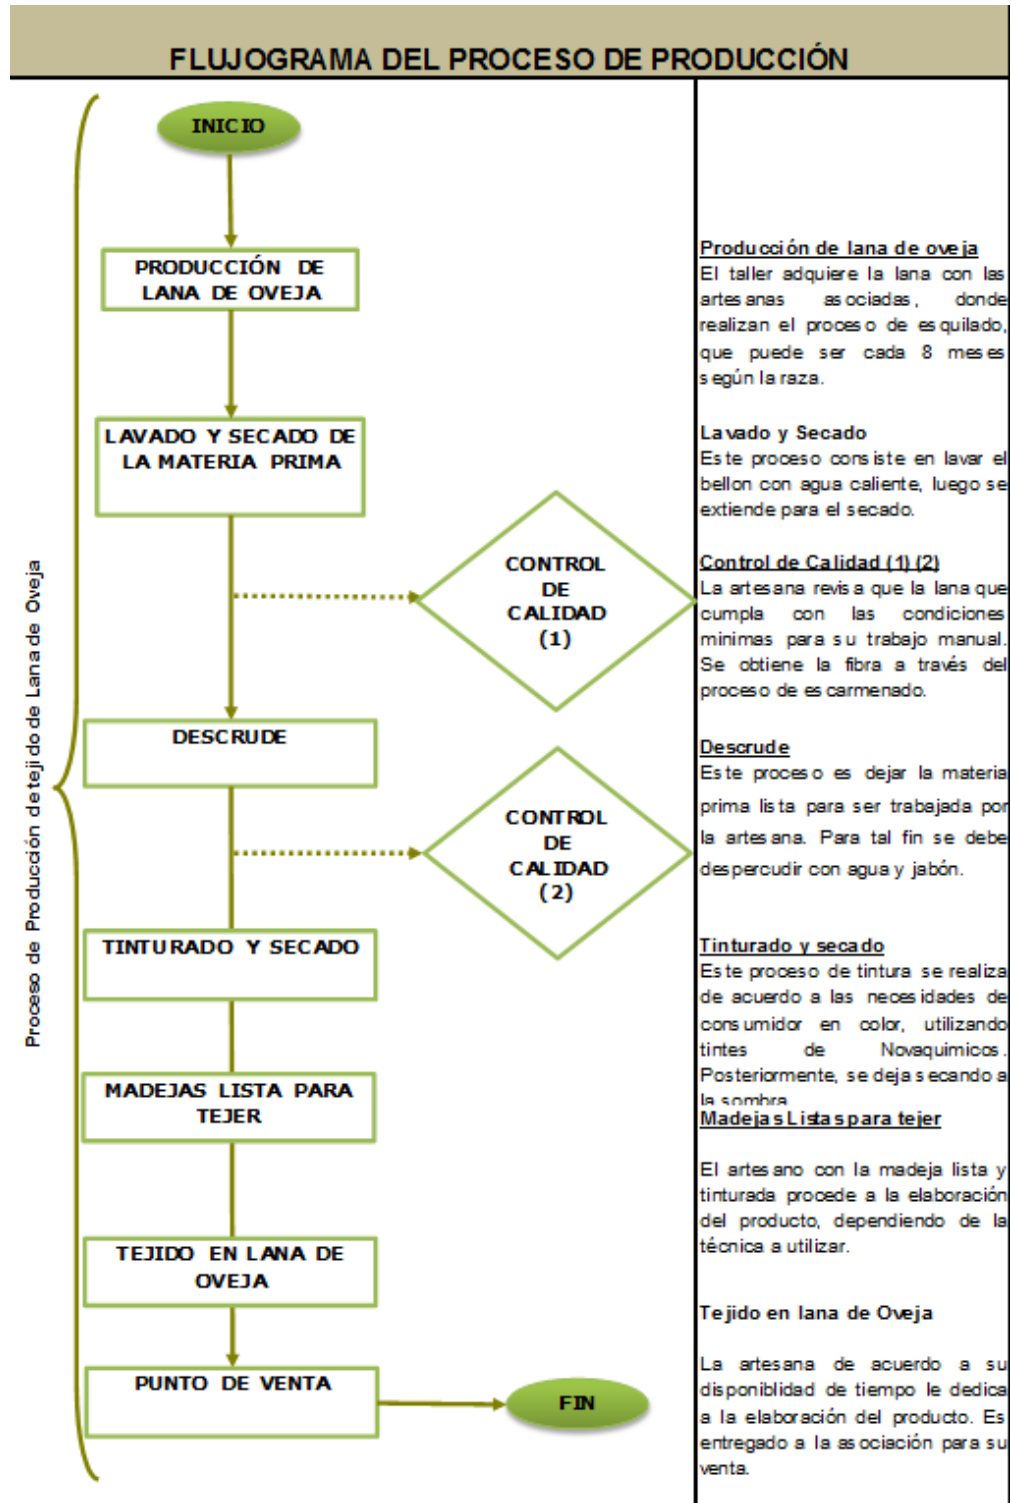 FLUJOGRAMA DEL PROCESO DE PRODUCCIÓN
Proceso de Producción de tejido de Lana de Oveja
INICIO
PRODUCCIÓN DE
LANA DE OVEJA
LAVADO Y SECADO DE
LA MATERIA PRIMA
CONTROL
DE
CALIDAD
(1)
DESCRUDE
CONTROL
DE
CALIDAD
(2)
TINTURADO Y SECADO
MADEJAS LISTA PARA
TEJER
TEJIDO EN LANA DE
OVEJA
PUNTO DE VENTA
FIN
Producción de lana de oveja
El taller adquiere la lana con las
artesanas asociadas, donde
realizan el proceso de esquilado,
que puede ser cada 8 meses
según la raza.
Lavado y Secado
Este proceso consiste en lavar el
bellon con agua caliente, luego se
extiende para el secado.
Control de Calidad (1) (2)
La artesana revisa que la lana que
cumpla con las condiciones
minimas para su trabajo manual.
Se obtiene la fibra a través del
proceso de escarmenado.
Descrude
Este proceso es dejar la materia
prima lista para ser trabajada por
la artesana. Para tal fin se debe
despercudir con agua y jabón.
Tinturado y secado
Este proceso de tintura se realiza
de acuerdo a las necesidades de
consumidor en color, utilizando
tintes de Novaquimicos.
Posteriormente, se deja secando a
la sombra
Madejas Listas para tejer
El artesano con la madeja lista y
tinturada procede a la elaboración
del producto, dependiendo de la
técnica a utilizar.
Tejido en lana de Oveja
La artesana de acuerdo a su
disponiblidad de tiempo le dedica
a la elaboración del producto. Es
entregado a la asociación para su
venta.